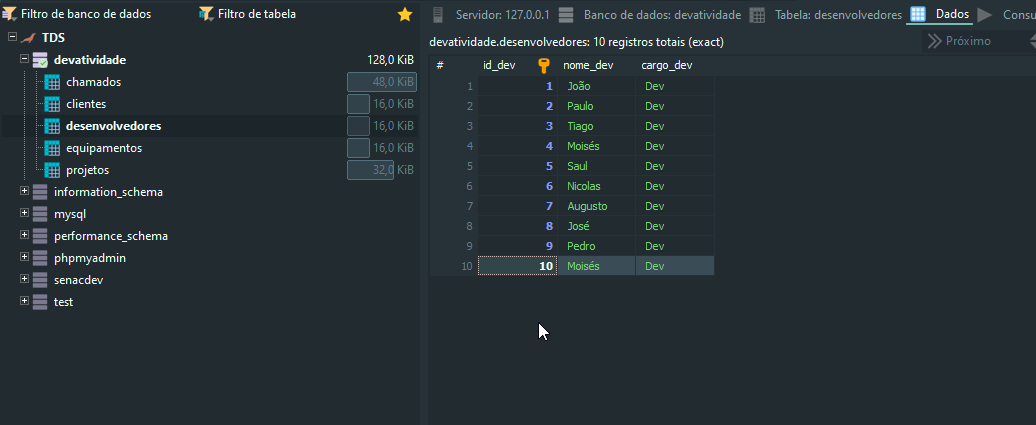 Filtro de banco de dados Filtro de tabela
TDS
devatividade 128,0 KiB
chamados 48,0 KiB
clientes 16,0 KiB
desenvolvedores 16,0 KiB
equipamentos 16,0 KiB
projetos 32,0 KiB
information_schema
mysql
performance_schema
phpmyadmin
senacdev
test
Servidor: 127.0.0.1 Banco de dados: devatividade Tabela: desenvolvedores Dados Consu
devatividade.desenvolvedores: 10 registros totais (exact) Próximo
# id_dev nome_dev cargo_dev
1 1 João Dev
2 2 Paulo Dev
3 3 Tiago Dev
4 4 Moisés Dev
5 5 Saul Dev
6 6 Nicolas Dev
7 7 Augusto Dev
8 8 José Dev
9 9 Pedro Dev
10 10 Moisés Dev